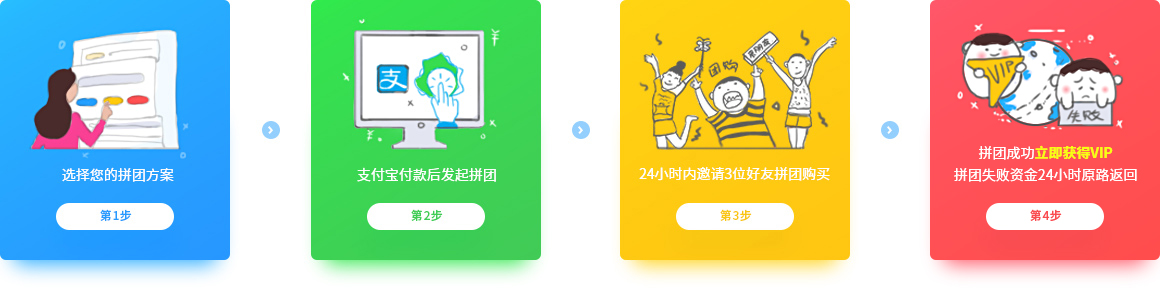 选择您的拼团方案
第1步
支
支付宝付款后发起拼团
第2步
团购
24小时内邀请3位好友拼团购买
第3步
VIP
失败
拼团成功立即获得VIP
拼团失败资金24小时原路返回
第4步